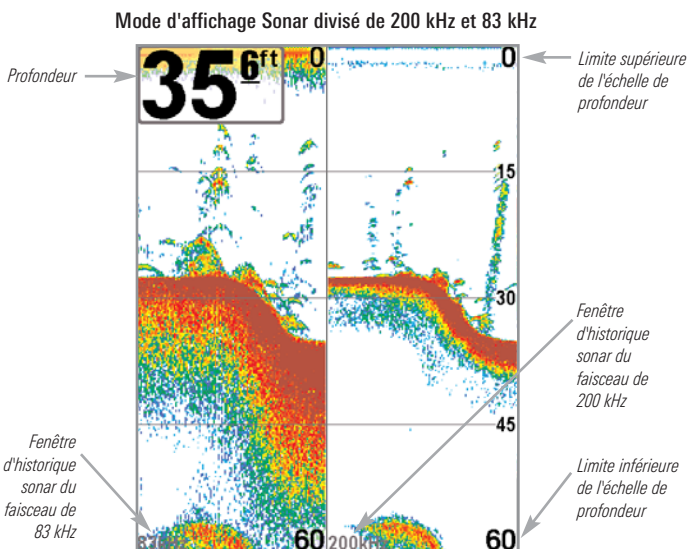 Mode d'affichage Sonar divisé de 200 kHz et 83 kHz
Profondeur
35 6 ft
0
0
Limite supérieure
de l'échelle de
profondeur
15
30
Fenêtre
d'historique
sonar du
faisceau de
200 kHz
45
Fenêtre
d'historique
sonar du
faisceau de
83 kHz
Limite inférieure
de l'échelle de
profondeur
60
200kHz
60